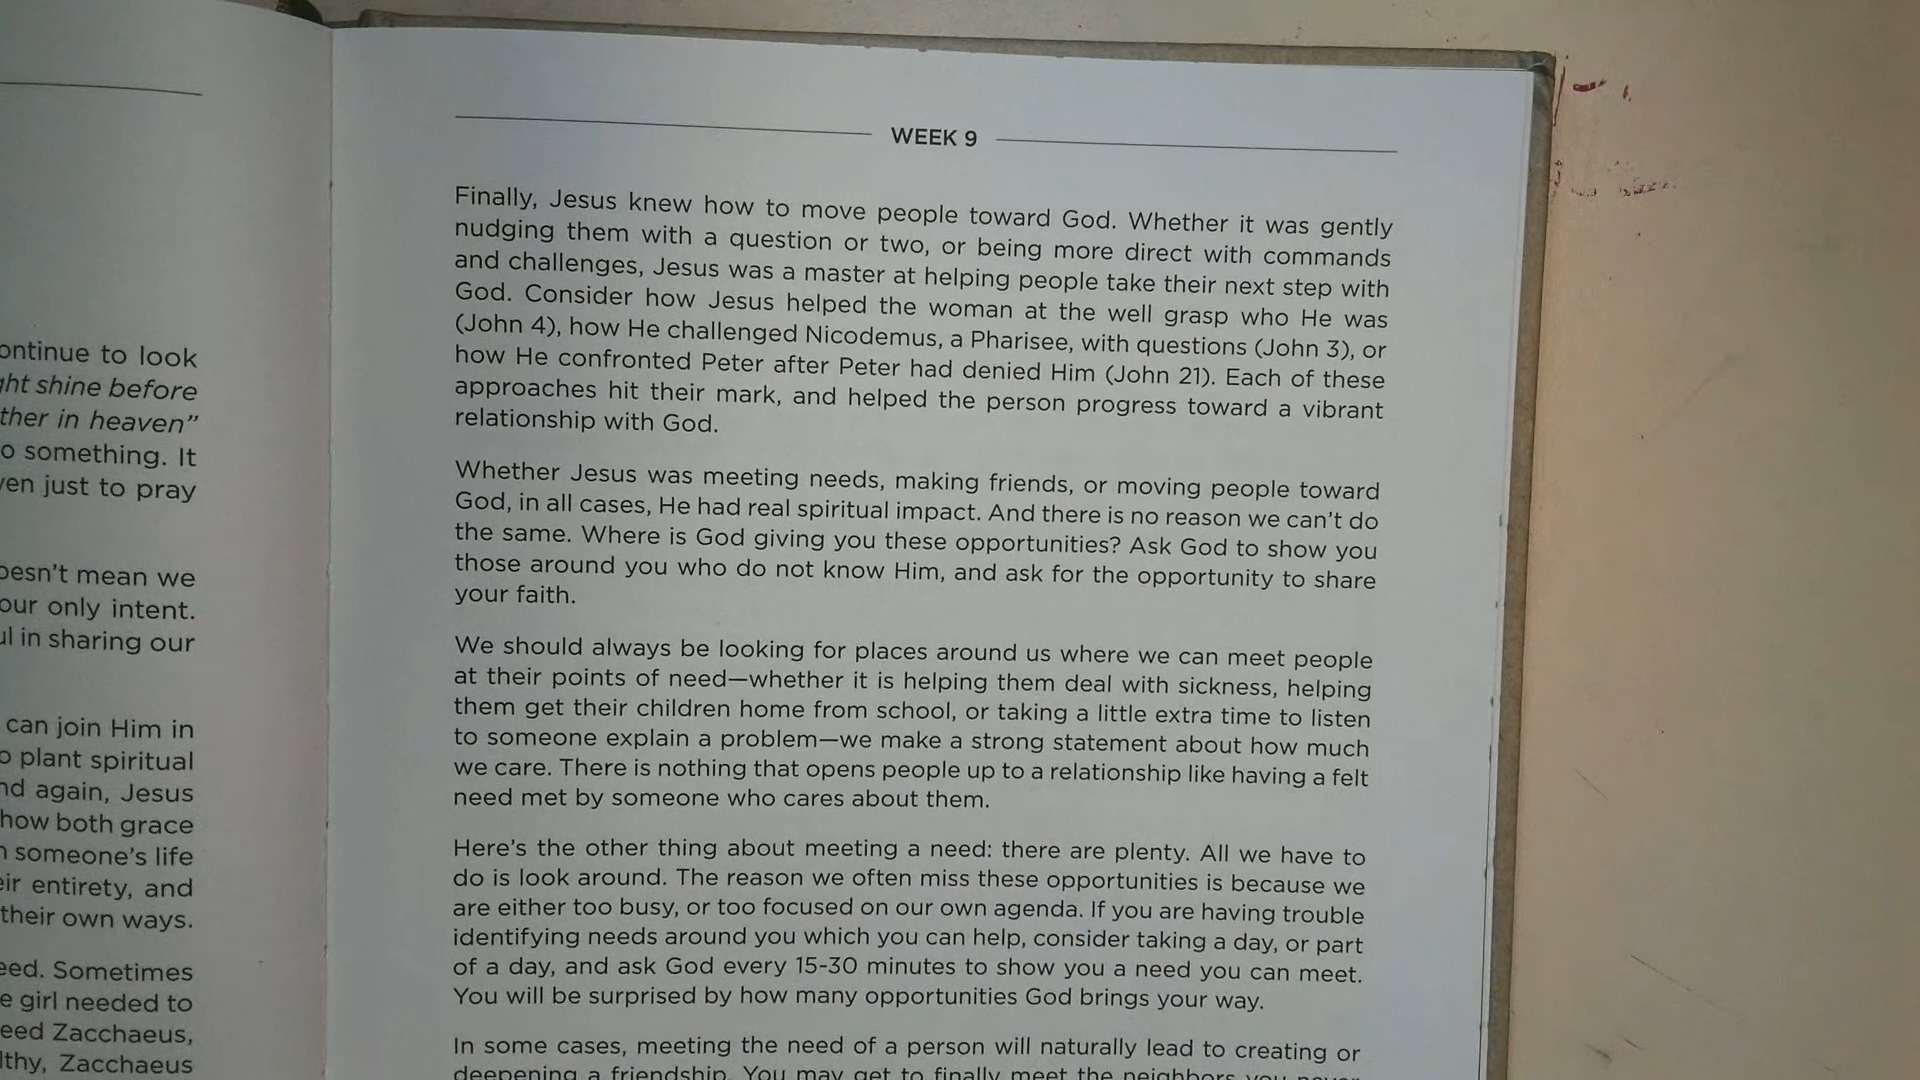 ontinue to look
ght shine before
ther in heaven”
o something. It
ven just to pray
oesn’t mean we
our only intent.
ul in sharing our
can join Him in
o plant spiritual
nd again, Jesus
how both grace
n someone’s life
eir entirety, and
their own ways.
eed. Sometimes
e girl needed to
eed Zacchaeus,
lthy, Zacchaeus
WEEK 9
Finally, Jesus knew how to move people toward God. Whether it was gently
nudging them with a question or two, or being more direct with commands
and challenges, Jesus was a master at helping people take their next step with
God. Consider how Jesus helped the woman at the well grasp who He was
(John 4), how He challenged Nicodemus, a Pharisee, with questions (John 3), or
how He confronted Peter after Peter had denied Him (John 21). Each of these
approaches hit their mark, and helped the person progress toward a vibrant
relationship with God.
Whether Jesus was meeting needs, making friends, or moving people toward
God, in all cases, He had real spiritual impact. And there is no reason we can’t do
the same. Where is God giving you these opportunities? Ask God to show you
those around you who do not know Him, and ask for the opportunity to share
your faith.
We should always be looking for places around us where we can meet people
at their points of need—whether it is helping them deal with sickness, helping
them get their children home from school, or taking a little extra time to listen
to someone explain a problem—we make a strong statement about how much
we care. There is nothing that opens people up to a relationship like having a felt
need met by someone who cares about them.
Here’s the other thing about meeting a need: there are plenty. All we have to
do is look around. The reason we often miss these opportunities is because we
are either too busy, or too focused on our own agenda. If you are having trouble
identifying needs around you which you can help, consider taking a day, or part
of a day, and ask God every 15-30 minutes to show you a need you can meet.
You will be surprised by how many opportunities God brings your way.
In some cases, meeting the need of a person will naturally lead to creating or
deepening a friendship. You may get to finally meet the neighbors you never